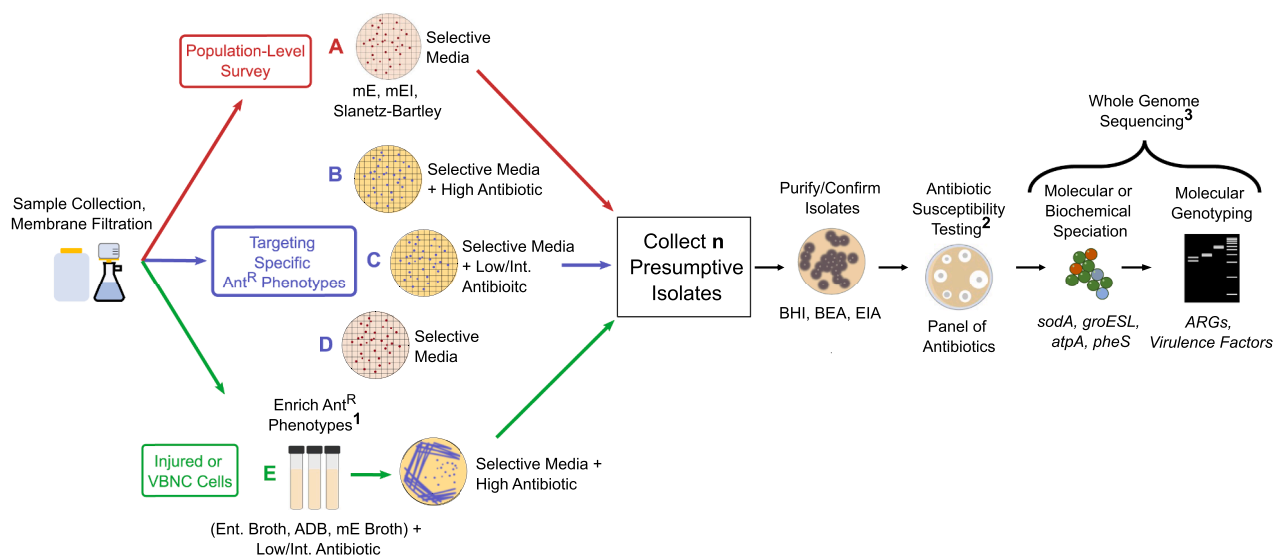 Population-Level
Survey
A
Selective
Media
mE, mEI,
Slanetz-Bartley
B
Selective Media
+ High Antibiotic
Sample Collection,
Membrane Filtration
Targeting
Specific
Ant^R Phenotypes
C
Selective Media
+ Low/Int.
Antibioitc
D
Selective
Media
Enrich Ant^R
Phenotypes^1
Injured or
VBNC Cells
E
Selective Media +
High Antibiotic
(Ent. Broth, ADB, mE Broth) +
Low/Int. Antibiotic
Collect n
Presumptive
Isolates
Purify/Confirm
Isolates
BHI, BEA, EIA
Antibiotic
Susceptibility
Testing^2
Panel of
Antibiotics
Whole Genome
Sequencing^3
Molecular or
Biochemical
Speciation
sodA, groESL,
atpA, pheS
Molecular
Genotyping
ARGs,
Virulence Factors